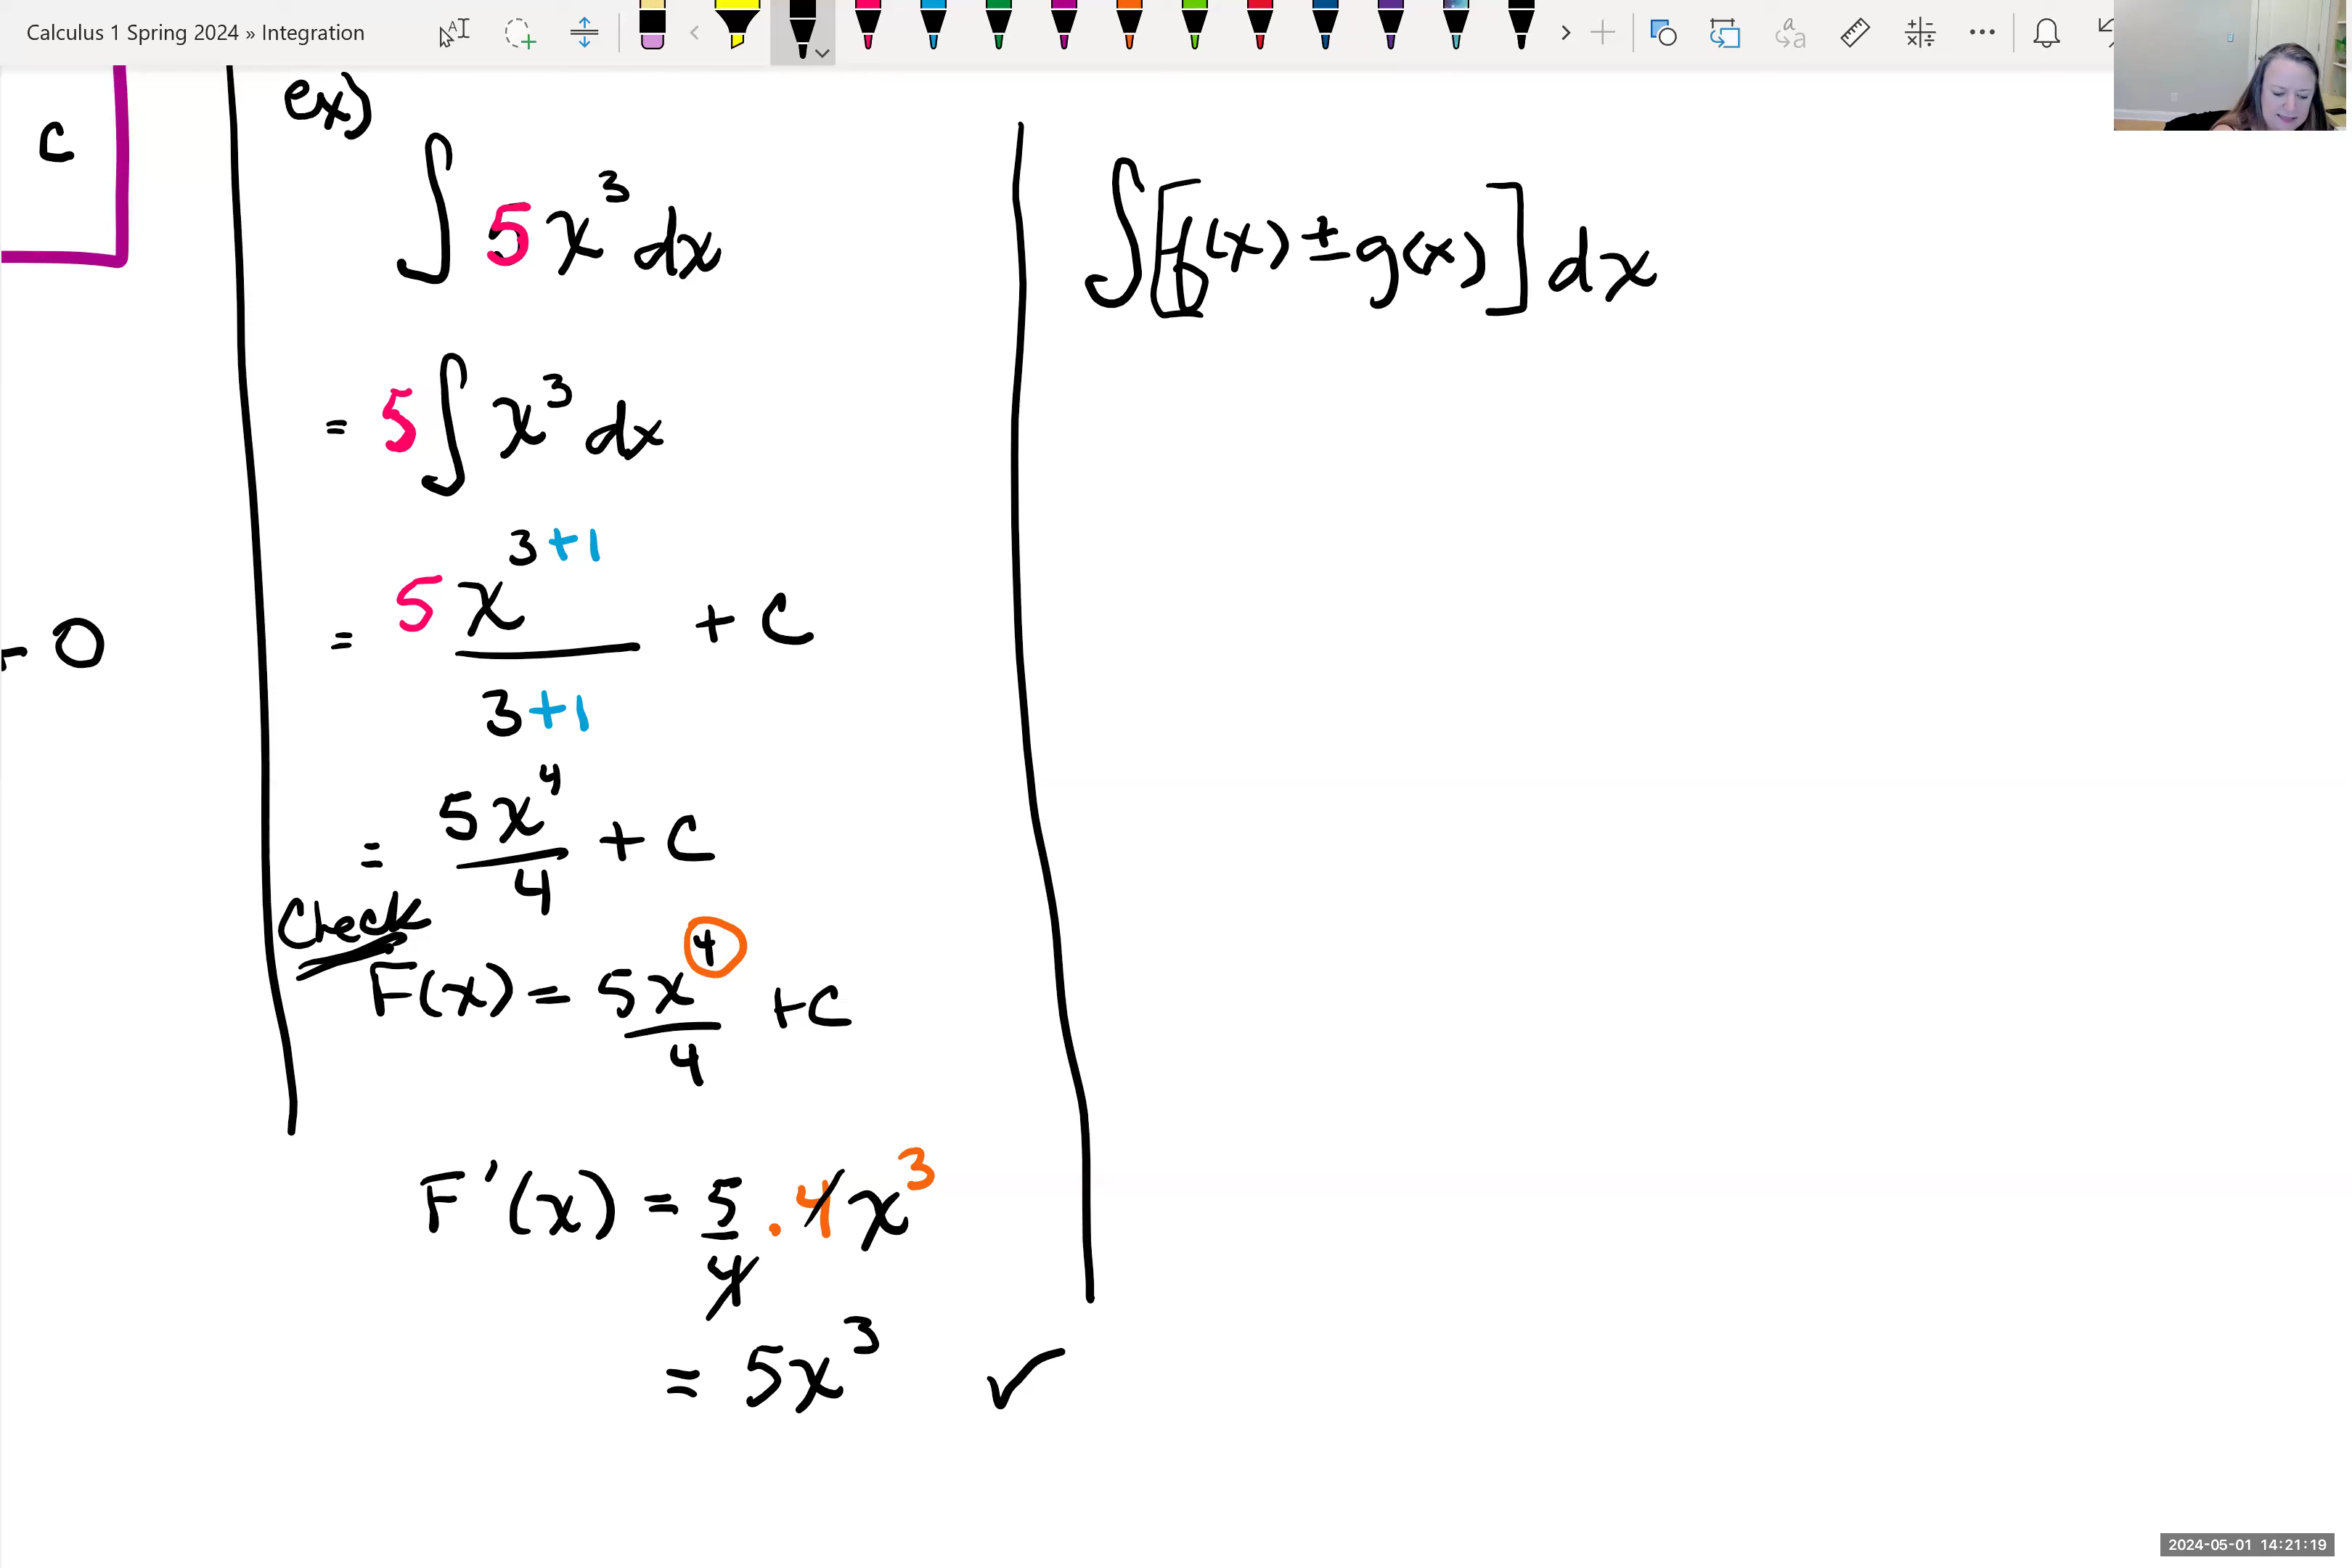 Calculus 1 Spring 2024 » Integration
C
- 0
ex)
∫ 5x³ dx
= 5 ∫ x³ dx
= 5 x^(3+1) / (3+1) + C
= 5x⁴ / 4 + C
Check
F(x) = 5x⁴ / 4 + C
F'(x) = 5/4 · 4x³
= 5x³ ✓
∫ [f(x) ± g(x)] dx
2024-05-01 14:21:19